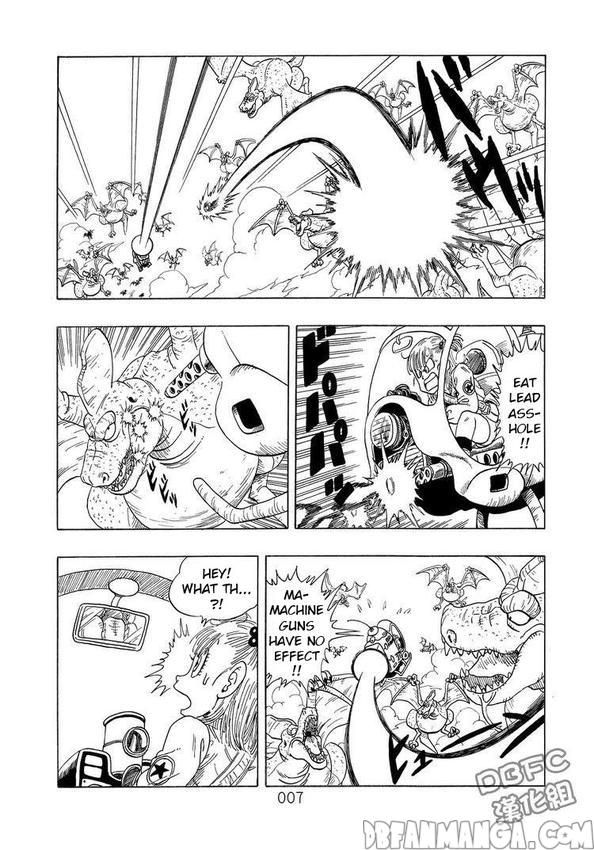 EAT
LEAD
ASS-
HOLE
!!
MA-
MACHINE
GUNS
HAVE NO
EFFECT
!!
HEY!
WHAT TH...
?!
007
DBFC
漢化組
DBFANMANGA.COM